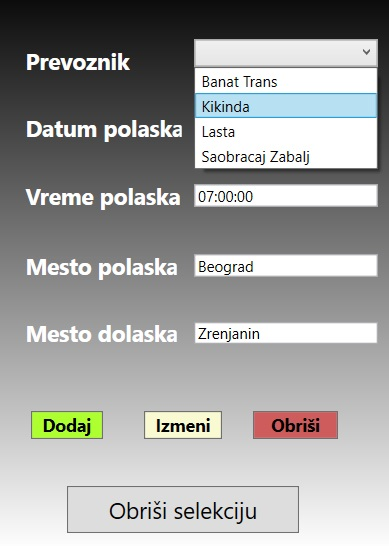 Prevoznik
Banat Trans
Kikinda
Lasta
Saobracaj Zabalj
Datum polaska
Vreme polaska 07:00:00
Mesto polaska Beograd
Mesto dolaska Zrenjanin
Dodaj Izmeni Obriši
Obriši selekciju